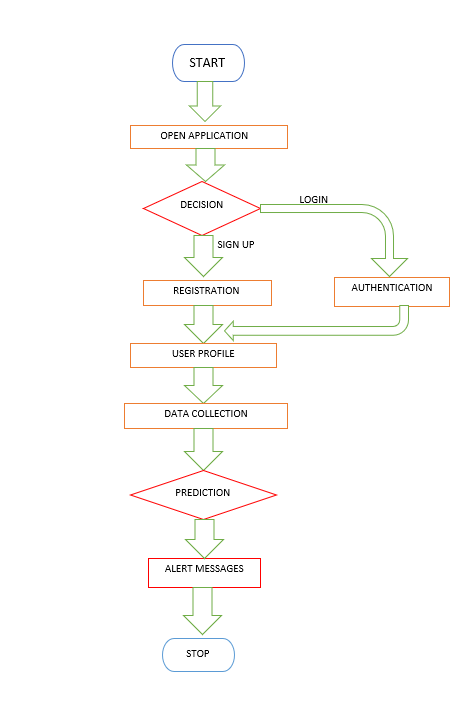 START
OPEN APPLICATION
DECISION
LOGIN
SIGN UP
REGISTRATION
AUTHENTICATION
USER PROFILE
DATA COLLECTION
PREDICTION
ALERT MESSAGES
STOP